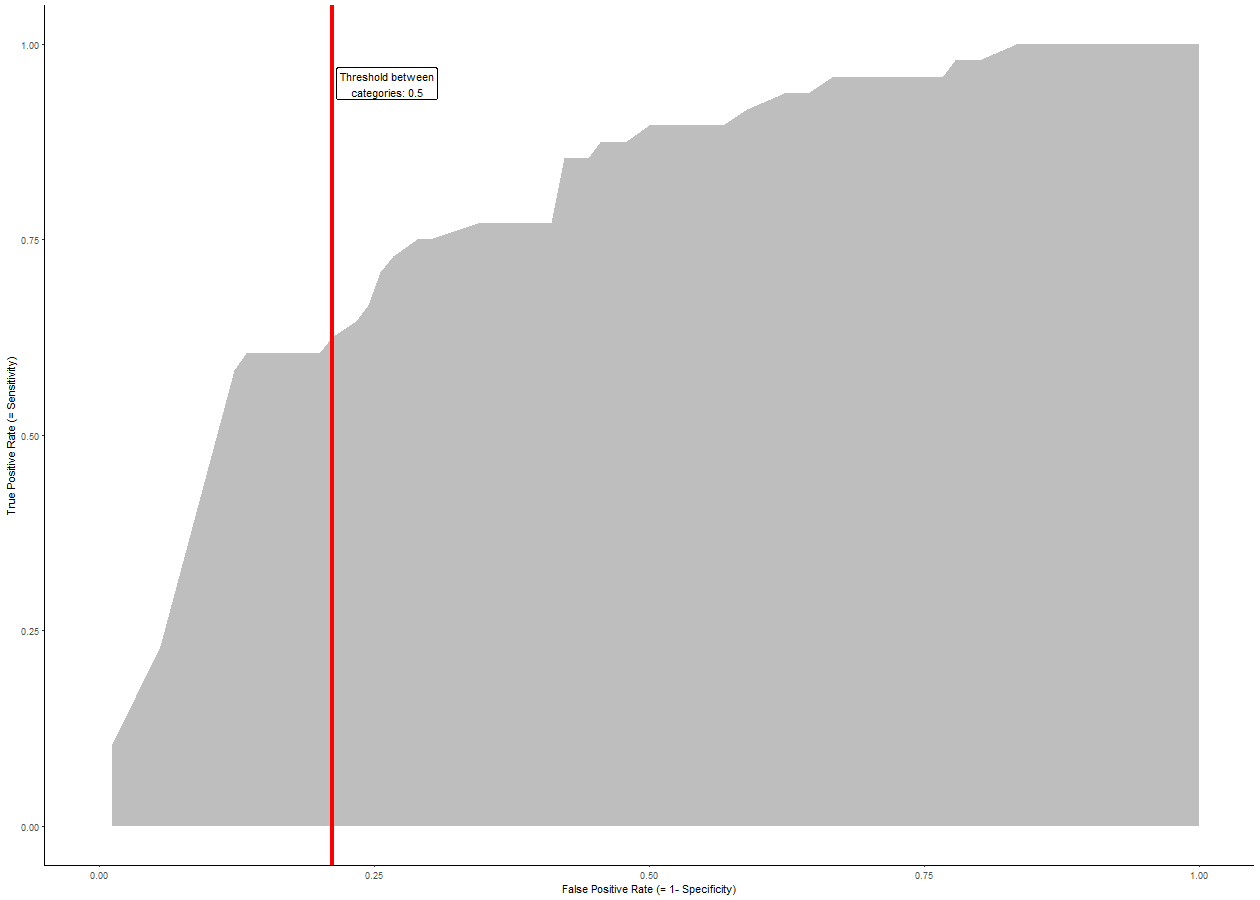 1.00
0.75
0.50
0.25
0.00
True Positive Rate (= Sensitivity)
Threshold between
categories: 0.5
0.00
0.25
0.50
0.75
1.00
False Positive Rate (= 1- Specificity)